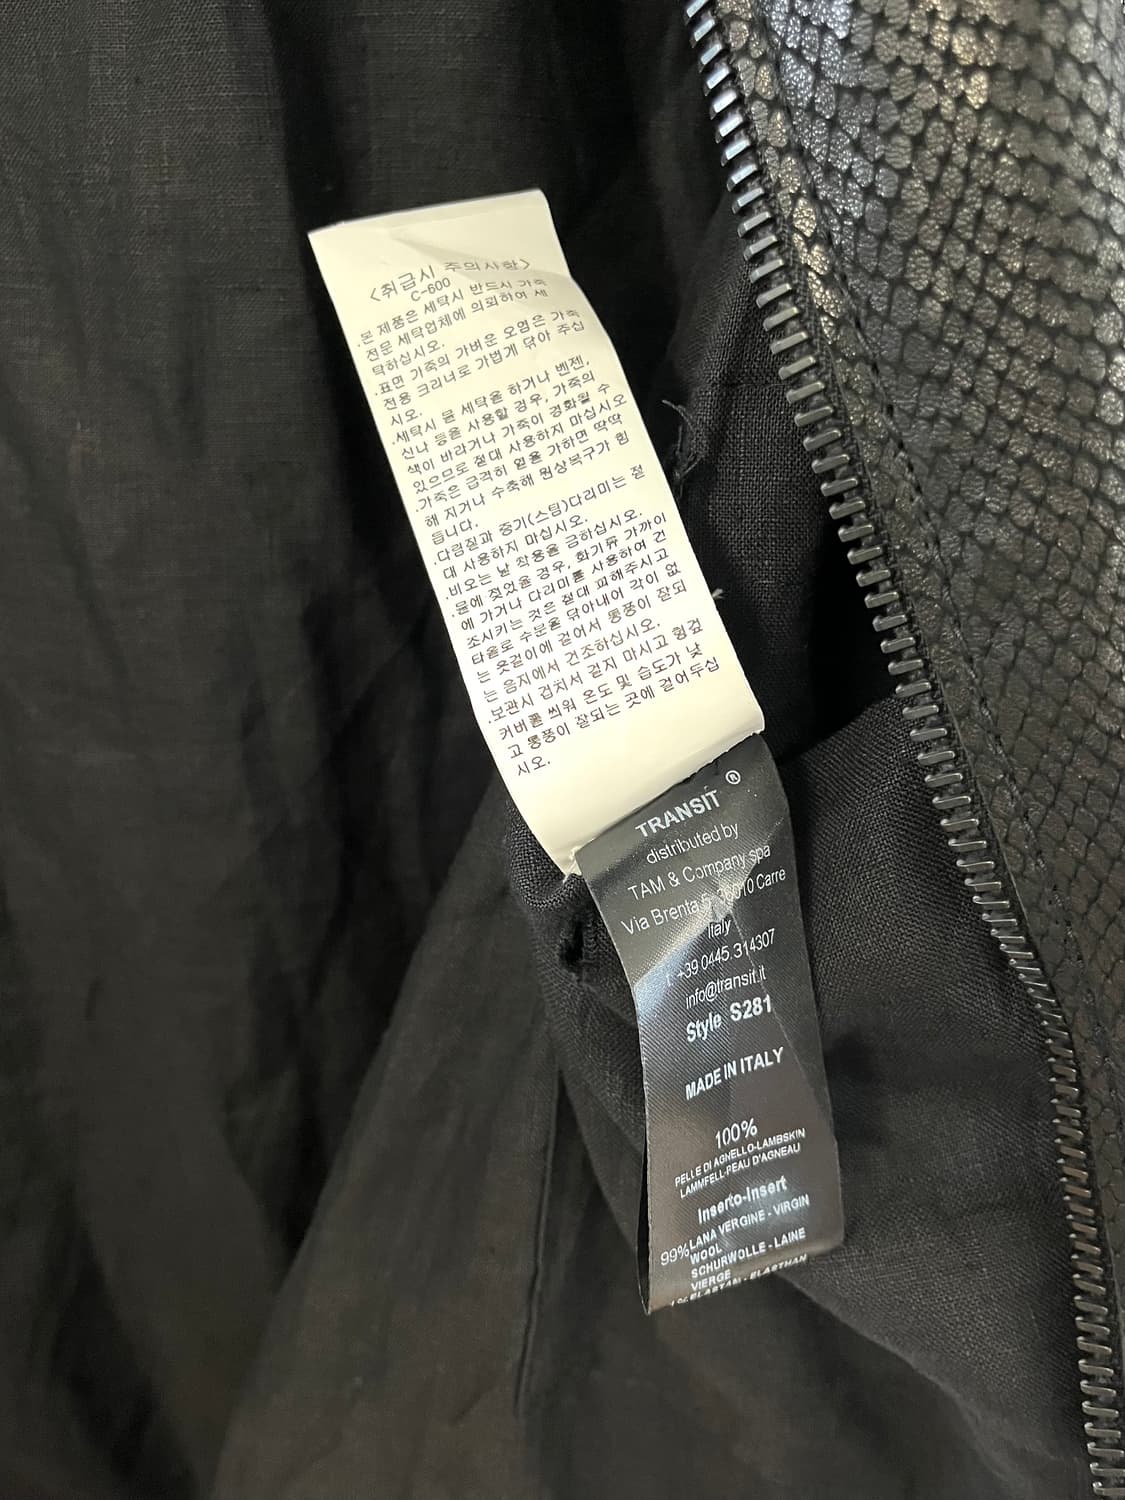 <취급시 주의사항>
C-600
.본 제품은 세탁시 반드시 가죽
전문 세탁업체에 의뢰하여 세
탁하십시오.
.표면 가죽의 가벼운 오염은 가죽
전용 크리너로 가볍게 닦아 주십
시오.
.세탁시 물 세탁을 하거나 벤젠,
신나 등을 사용할 경우, 가죽의
색이 바라거나 가죽이 경화될 수
있으므로 절대 사용하지 마십시오
가죽은 급격히 열을 가하면 딱딱
해 지거나 수축해 원상복구가 힘
듭니다.
.다림질과 증기(스팀)다리미는 절
대 사용하지 마십시오.
.비오는 날 착용을 금하십시오.
물에 젖었을 경우, 화기류 가까이
에 가거나 다리미를 사용하여 건
조시키는 것은 절대 피해주시고
타올로 수분을 닦아내어 각이 없
는 옷걸이에 걸어서 통풍이 잘되
는 음지에서 건조하십시오.
.보관시 겹쳐서 걸지 마시고 헝겊
커버를 씌워 온도 및 습도가 낮
고 통풍이 잘되는 곳에 걸어두십
시오.
TRANSIT ®
distributed by
TAM & Company spa
Via Brenta 10 Carre
Italy
t +39 0445.314307
info@transit.it
Style S281
MADE IN ITALY
100%
PELLE DI AGNELLO-LAMBSKIN
LAMMFELL-PEAU D'AGNEAU
Inserto-Insert
99% LANA VERGINE - VIRGIN
WOOL
SCHURWOLLE - LAINE
VIERGE
ELASTAN - ELASTHAN